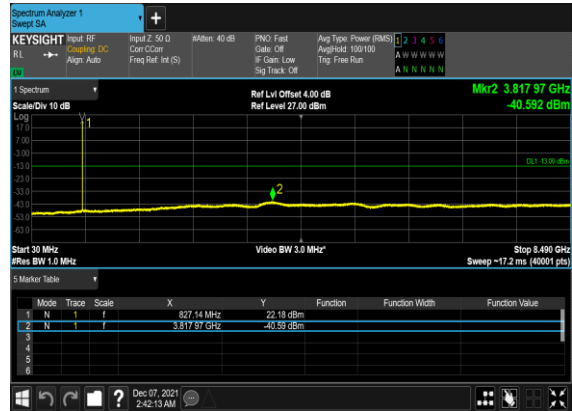 Spectrum Analyzer 1
Swept SA
+
KEYSIGHT Input: RF Input Z: 50 Ω #Atten: 40 dB PNO: Fast Avg Type: Power (RMS) 1 2 3 4 5 6
RL Coupling: DC Corr CCorr Gate: Off Avg|Hold: 100/100 A W W W W W
Align: Auto Freq Ref: Int (S) IF Gain: Low Trig: Free Run
Sig Track: Off A N N N N N
1 Spectrum Ref Lvl Offset 4.00 dB Mkr2 3.817 97 GHz
Scale/Div 10 dB Ref Level 27.00 dBm -40.592 dBm
Log
17.0
7.00
-3.00
-13.0
-23.0
-33.0
-43.0
-53.0
-63.0
1
DL1 -13.00 dBm
2
Start 30 MHz Video BW 3.0 MHz* Stop 8.490 GHz
#Res BW 1.0 MHz Sweep ~17.2 ms (40001 pts)
5 Marker Table
Mode Trace Scale X Y Function Function Width Function Value
1 N 1 f 827.14 MHz 22.18 dBm
2 N 1 f 3.817 97 GHz -40.59 dBm
3
4
5
6
? Dec 07, 2021
2:42:13 AM